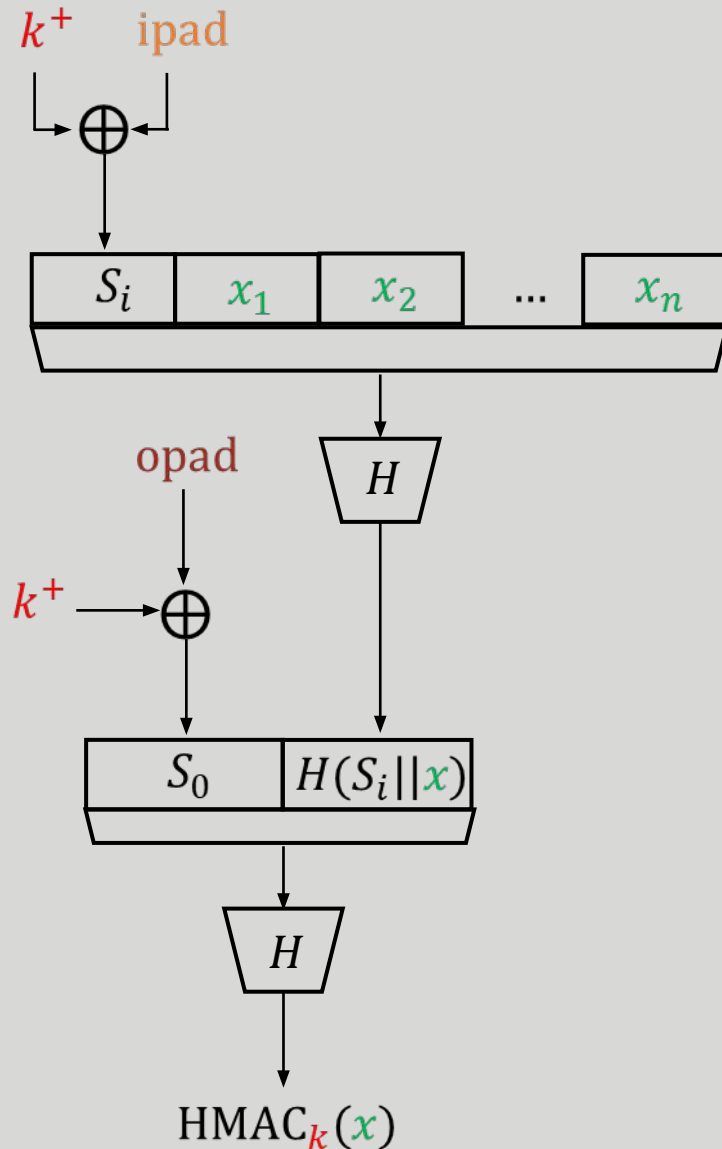 k⁺ ipad
Sᵢ x₁ x₂ ... xₙ
H
opad
k⁺
S₀ H(Sᵢ||x)
H
HMACₖ(x)